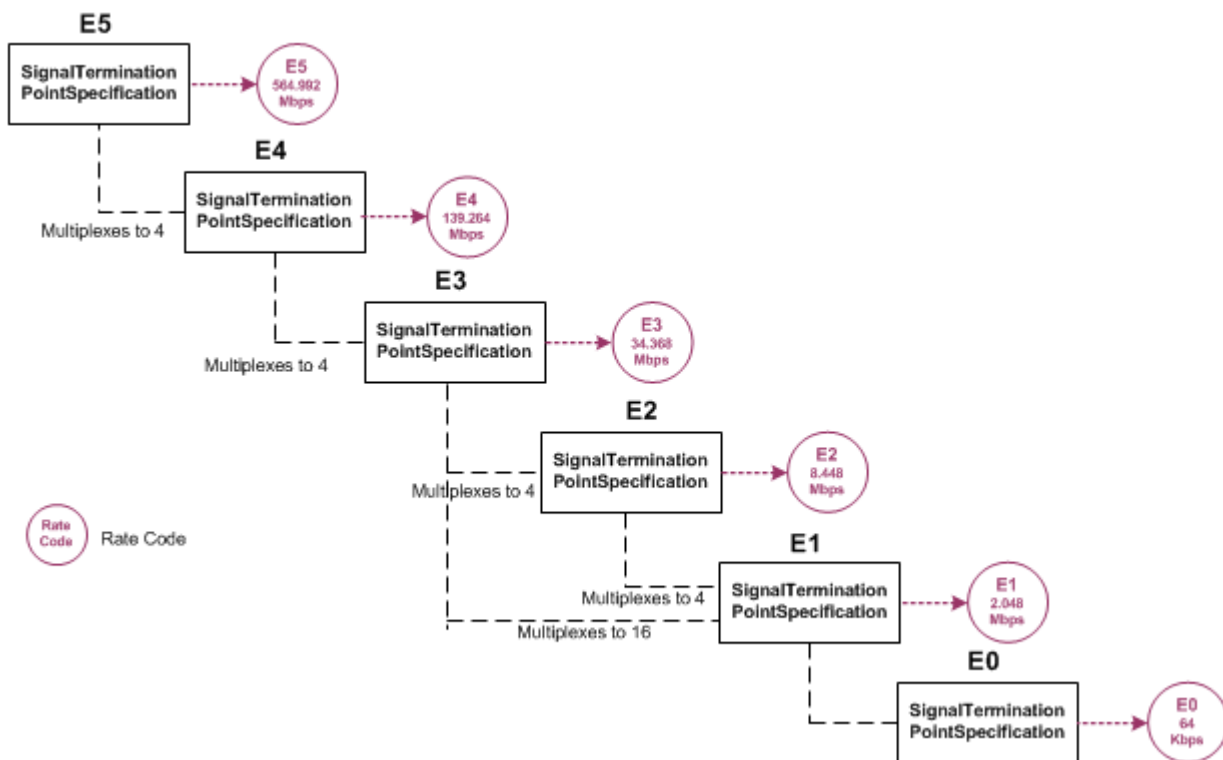 E5
SignalTermination
PointSpecification
E5
564.992
Mbps
E4
SignalTermination
PointSpecification
E4
139.264
Mbps
Multiplexes to 4
E3
SignalTermination
PointSpecification
E3
34.368
Mbps
Multiplexes to 4
E2
SignalTermination
PointSpecification
E2
8.448
Mbps
Multiplexes to 4
Rate
Code
Rate Code
E1
SignalTermination
PointSpecification
E1
2.048
Mbps
Multiplexes to 4
Multiplexes to 16
E0
SignalTermination
PointSpecification
E0
64
Kbps